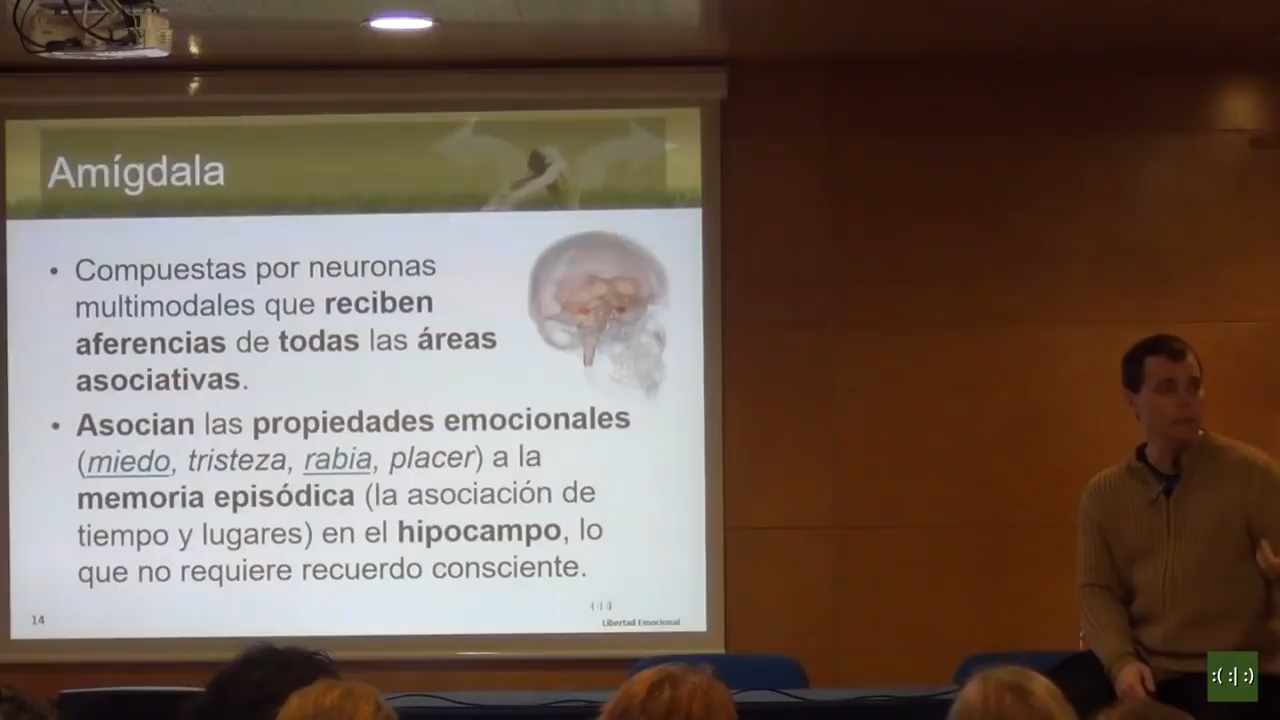 Amígdala
• Compuestas por neuronas
multimodales que reciben
aferencias de todas las áreas
asociativas.
• Asocian las propiedades emocionales
(miedo, tristeza, rabia, placer) a la
memoria episódica (la asociación de
tiempo y lugares) en el hipocampo, lo
que no requiere recuerdo consciente.
14
:( :| :)
Libertad Emocional
:( :| :)